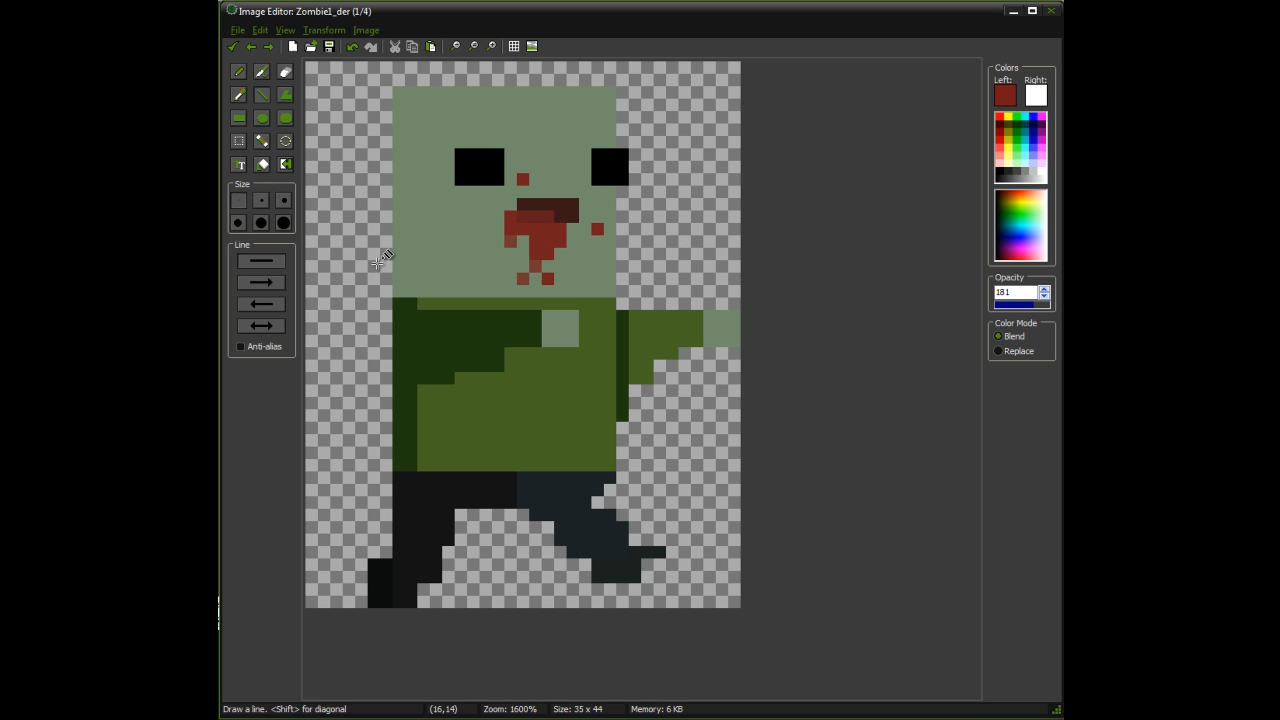 Image Editor: Zombie1_der (1/4)
File Edit View Transform Image
Colors
Left: Right:
T
Size
Line
Anti-alias
Opacity
181
Color Mode
Blend
Replace
Draw a line. <Shift> for diagonal (16,14) Zoom: 1600% Size: 35 x 44 Memory: 6 KB